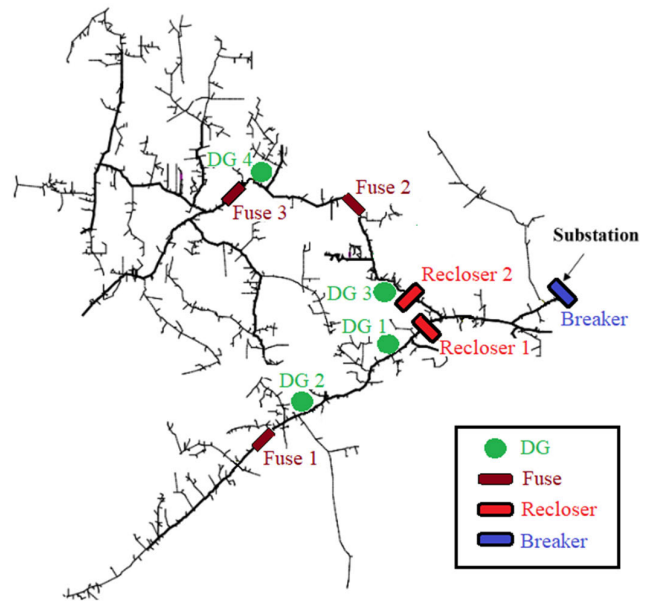 DG 4
Fuse 2
Fuse 3
Substation
Recloser 2
DG 3
Breaker
DG 1
Recloser 1
DG 2
Fuse 1
DG
Fuse
Recloser
Breaker